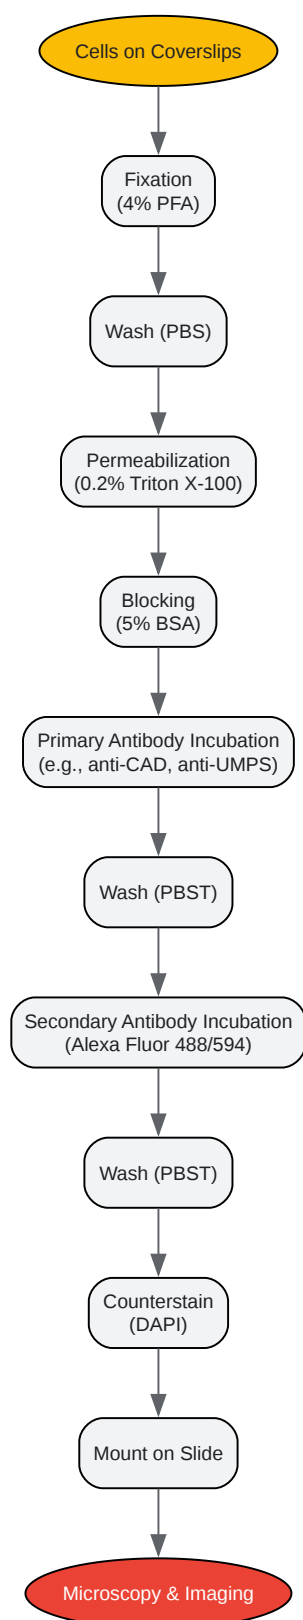 Cells on Coverslips
Fixation
(4% PFA)
Wash (PBS)
Permeabilization
(0.2% Triton X-100)
Blocking
(5% BSA)
Primary Antibody Incubation
(e.g., anti-CAD, anti-UMPS)
Wash (PBST)
Secondary Antibody Incubation
(Alexa Fluor 488/594)
Wash (PBST)
Counterstain
(DAPI)
Mount on Slide
Microscopy & Imaging